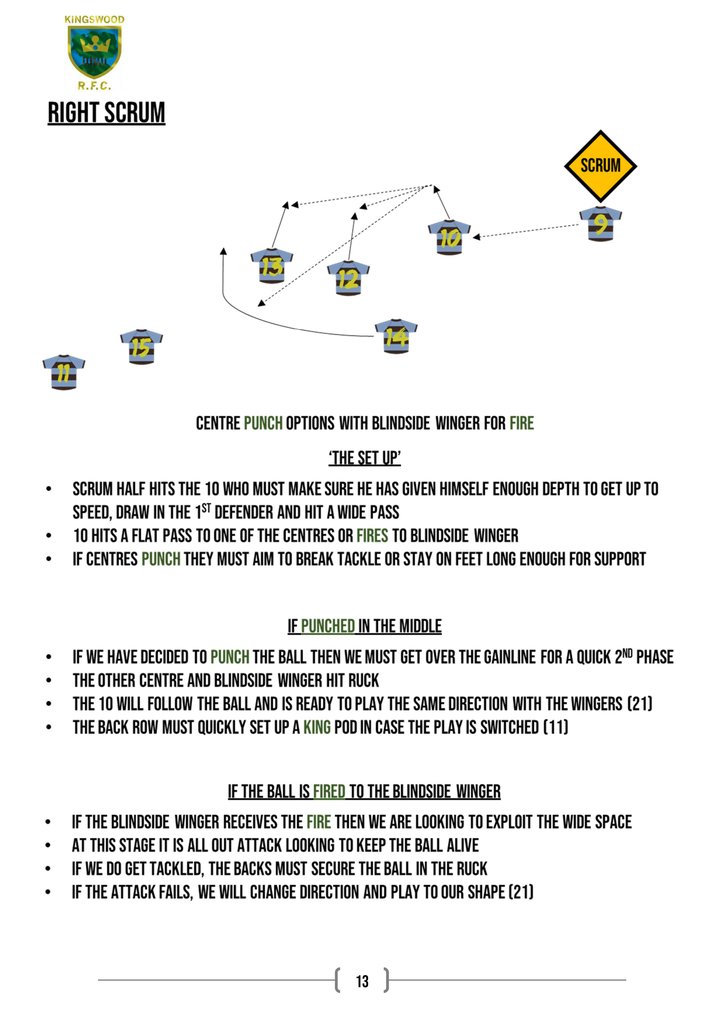 KINGSWOOD
R.F.C.
RIGHT SCRUM
SCRUM
9
10
13
12
14
15
11
CENTRE PUNCH OPTIONS WITH BLINDSIDE WINGER FOR FIRE
‘THE SET UP’
• SCRUM HALF HITS THE 10 WHO MUST MAKE SURE HE HAS GIVEN HIMSELF ENOUGH DEPTH TO GET UP TO
SPEED, DRAW IN THE 1ST DEFENDER AND HIT A WIDE PASS
• 10 HITS A FLAT PASS TO ONE OF THE CENTRES OR FIRES TO BLINDSIDE WINGER
• IF CENTRES PUNCH THEY MUST AIM TO BREAK TACKLE OR STAY ON FEET LONG ENOUGH FOR SUPPORT
IF PUNCHED IN THE MIDDLE
• IF WE HAVE DECIDED TO PUNCH THE BALL THEN WE MUST GET OVER THE GAINLINE FOR A QUICK 2ND PHASE
• THE OTHER CENTRE AND BLINDSIDE WINGER HIT RUCK
• THE 10 WILL FOLLOW THE BALL AND IS READY TO PLAY THE SAME DIRECTION WITH THE WINGERS (21)
• THE BACK ROW MUST QUICKLY SET UP A KING POD IN CASE THE PLAY IS SWITCHED (11)
IF THE BALL IS FIRED TO THE BLINDSIDE WINGER
• IF THE BLINDSIDE WINGER RECEIVES THE FIRE THEN WE ARE LOOKING TO EXPLOIT THE WIDE SPACE
• AT THIS STAGE IT IS ALL OUT ATTACK LOOKING TO KEEP THE BALL ALIVE
• IF WE DO GET TACKLED, THE BACKS MUST SECURE THE BALL IN THE RUCK
• IF THE ATTACK FAILS, WE WILL CHANGE DIRECTION AND PLAY TO OUR SHAPE (21)
13